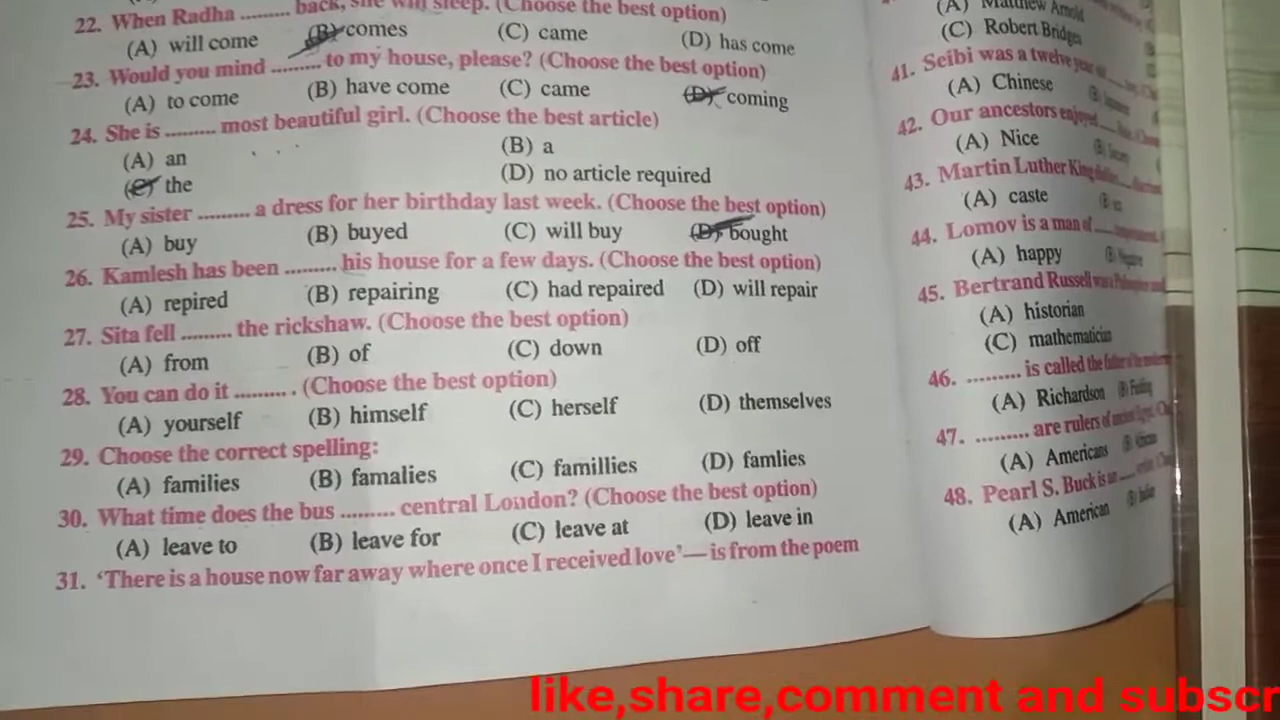 22. When Radha ......... back, she will sleep. (Choose the best option)
(A) will come (B) comes (C) came (D) has come
23. Would you mind ......... to my house, please? (Choose the best option)
(A) to come (B) have come (C) came (D) coming
24. She is ......... most beautiful girl. (Choose the best article)
(A) an (B) a
(C) the (D) no article required
25. My sister ......... a dress for her birthday last week. (Choose the best option)
(A) buy (B) buyed (C) will buy (D) bought
26. Kamlesh has been ......... his house for a few days. (Choose the best option)
(A) repired (B) repairing (C) had repaired (D) will repair
27. Sita fell ......... the rickshaw. (Choose the best option)
(A) from (B) of (C) down (D) off
28. You can do it ......... . (Choose the best option)
(A) yourself (B) himself (C) herself (D) themselves
29. Choose the correct spelling:
(A) families (B) famalies (C) famillies (D) famlies
30. What time does the bus ......... central London? (Choose the best option)
(A) leave to (B) leave for (C) leave at (D) leave in
31. ‘There is a house now far away where once I received love’—is from the poem
(A) Matthew Arnold
(C) Robert Bridges
41. Seibi was a twelve year
(A) Chinese
42. Our ancestors enjoyed
(A) Nice
43. Martin Luther King
(A) caste
44. Lomov is a man of
(A) happy (B) Negative
45. Bertrand Russell was a
(A) historian
(C) mathematician
46. ......... is called the father of the modern
(A) Richardson (B) Fielding
47. ......... are rulers of ancient Egypt.
(A) Americans (B) Africans
48. Pearl S. Buck is an
(A) American (B) Indian
like,share,comment and subscr